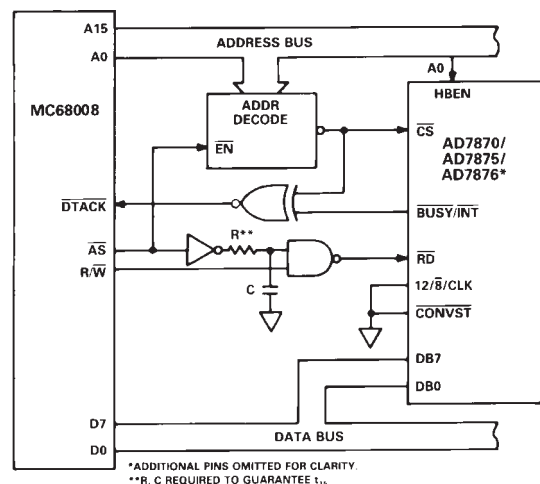 A15
ADDRESS BUS
A0
A0
MC68008
HBEN
ADDR
DECODE
EN
CS
AD7870/
AD7875/
AD7876*
DTACK
BUSY/INT
AS
R**
RD
R/W
C
12/8/CLK
CONVST
DB7
DB0
D7
DATA BUS
D0
*ADDITIONAL PINS OMITTED FOR CLARITY.
**R, C REQUIRED TO GUARANTEE